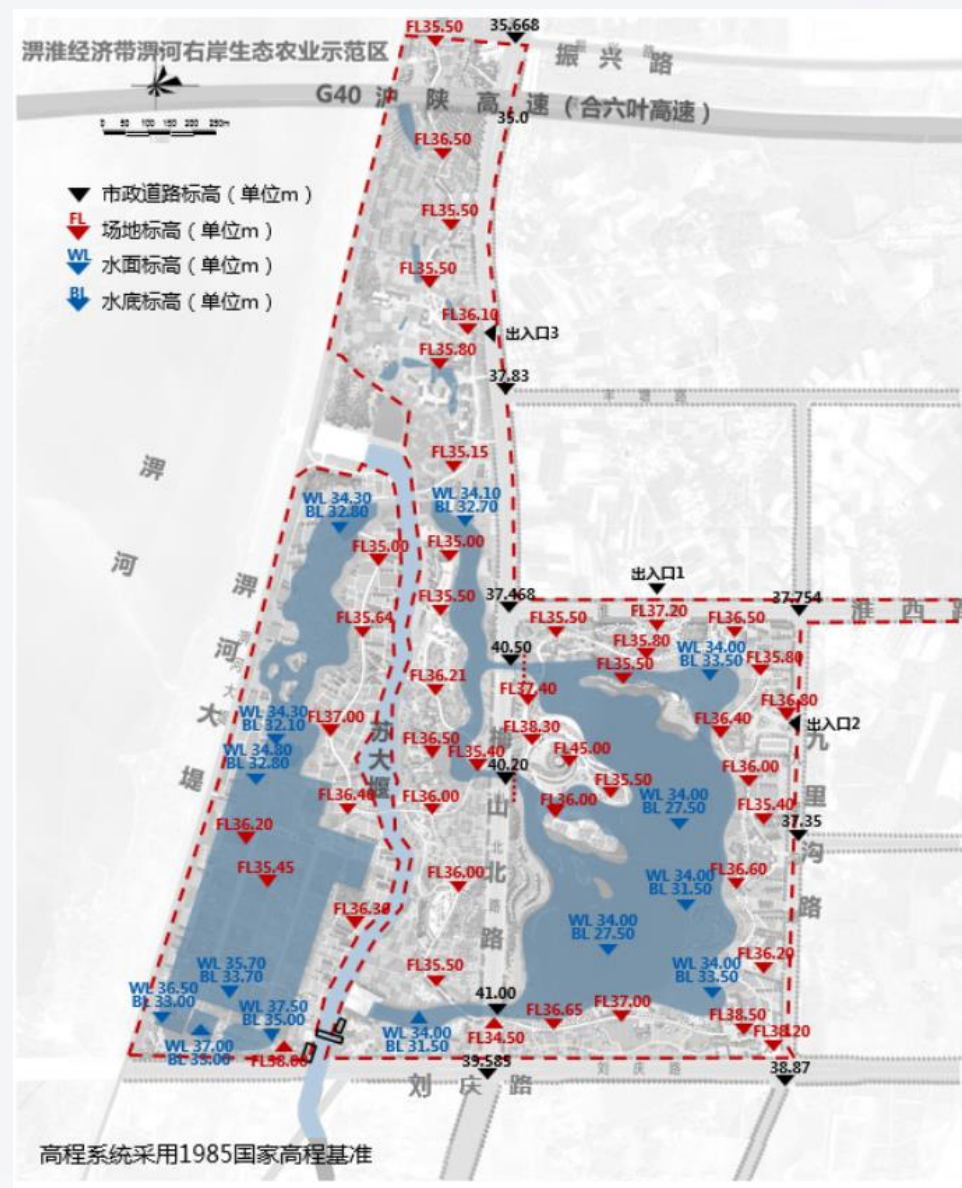 FL35.50
35.668
淠淮经济带淠河右岸生态农业示范区
振兴路
G40 沪陕高速（合六叶高速）
35.0
0 50 100 150 200 250m
FL36.50
市政道路标高（单位m）
FL 场地标高（单位m）
WL 水面标高（单位m）
BL 水底标高（单位m）
FL35.50
FL35.50
FL36.10
出入口3
FL35.80
37.83
FL35.15
淠河
WL 34.30
BL 32.80
WL 34.10
BL 32.70
FL35.00
FL35.00
淠河大堤
出入口1
FL35.50
37.468
37.754
淮西路
FL35.64
FL35.50
FL37.20
FL36.50
FL35.80
40.50
FL35.50
WL 34.00
BL 33.50
FL35.80
FL36.21
FL37.40
FL36.80
WL 34.30
BL 32.10
FL37.00
苏大堰
FL36.50
FL38.30
FL36.40
出入口2
九里沟路
FL35.40
FL45.00
WL 34.80
BL 32.80
40.20
FL35.50
FL36.00
FL36.40
FL36.00
FL36.00
WL 34.00
BL 27.50
FL35.40
FL36.20
37.35
山北路
FL35.45
FL36.00
FL36.60
WL 34.00
BL 31.50
FL36.30
WL 34.00
BL 27.50
FL35.50
FL36.20
WL 35.70
BL 33.70
WL 34.00
BL 33.50
WL 36.50
BL 33.00
41.00
WL 37.50
BL 35.00
FL36.65
FL37.00
FL38.50
WL 37.00
WL 34.00
BL 31.50
FL34.50
FL38.20
39.585
38.87
刘庆路
刘庆路
高程系统采用1985国家高程基准